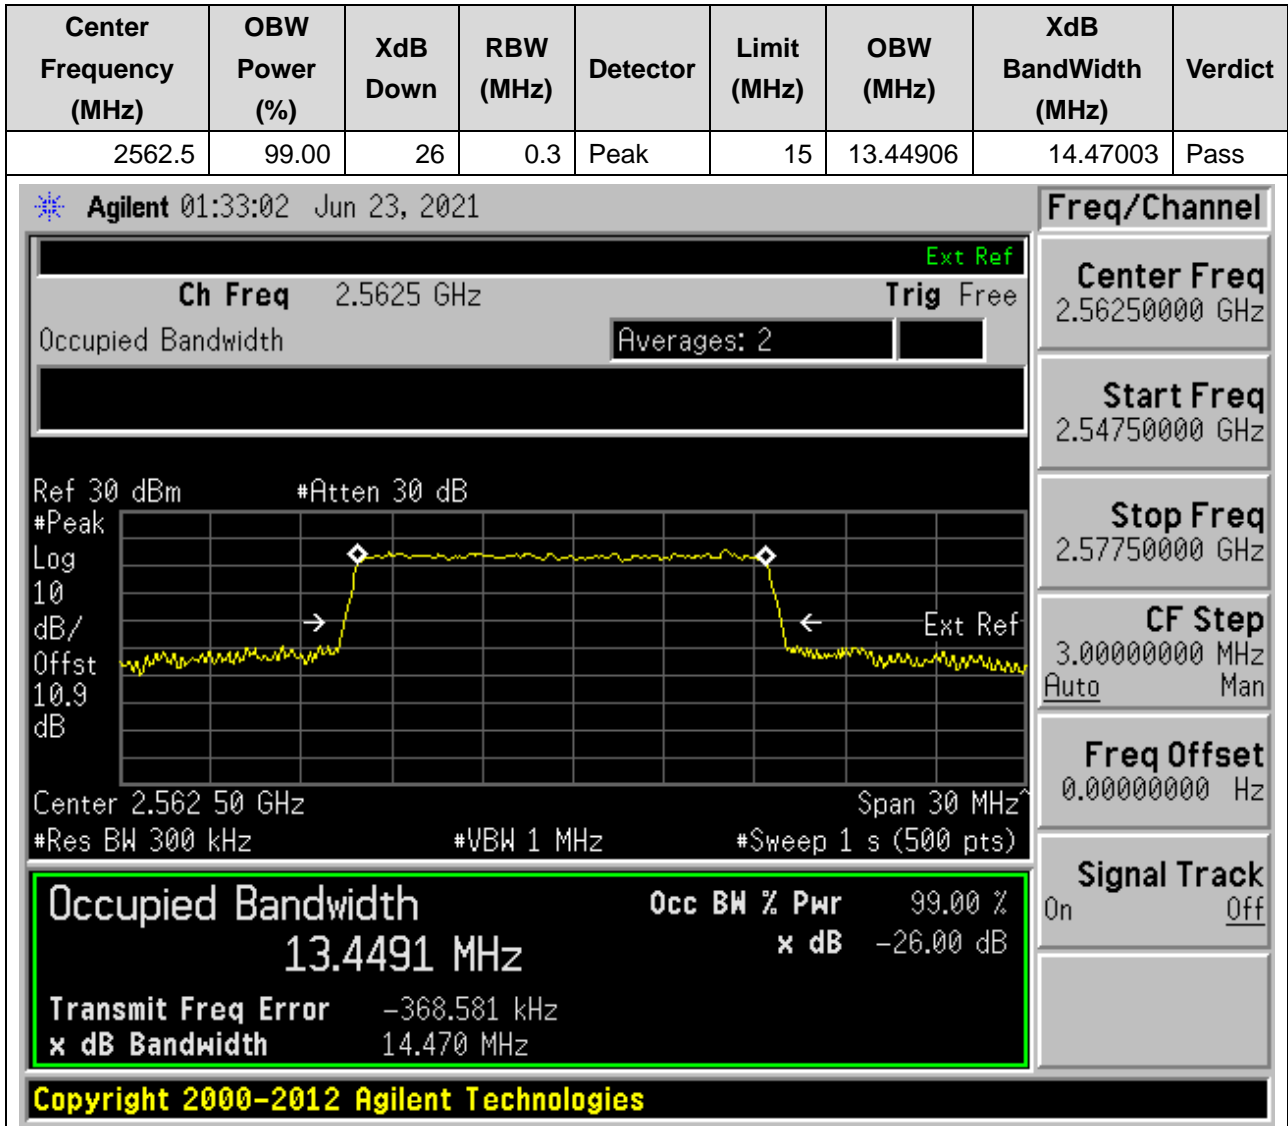 Center Frequency (MHz) OBW Power (%) XdB Down RBW (MHz) Detector Limit (MHz) OBW (MHz) XdB BandWidth (MHz) Verdict
2562.5 99.00 26 0.3 Peak 15 13.44906 14.47003 Pass
Agilent 01:33:02 Jun 23, 2021
Ext Ref
Ch Freq 2.5625 GHz Trig Free
Occupied Bandwidth Averages: 2
Ref 30 dBm #Atten 30 dB
#Peak
Log
10
dB/
Offst
10.9
dB
Ext Ref
Center 2.562 50 GHz Span 30 MHz^
#Res BW 300 kHz #VBW 1 MHz #Sweep 1 s (500 pts)
Occupied Bandwidth Occ BW % Pwr 99.00 %
13.4491 MHz x dB -26.00 dB
Transmit Freq Error -368.581 kHz
x dB Bandwidth 14.470 MHz
Copyright 2000-2012 Agilent Technologies
Freq/Channel
Center Freq
2.56250000 GHz
Start Freq
2.54750000 GHz
Stop Freq
2.57750000 GHz
CF Step
3.00000000 MHz
Auto Man
Freq Offset
0.00000000 Hz
Signal Track
On Off